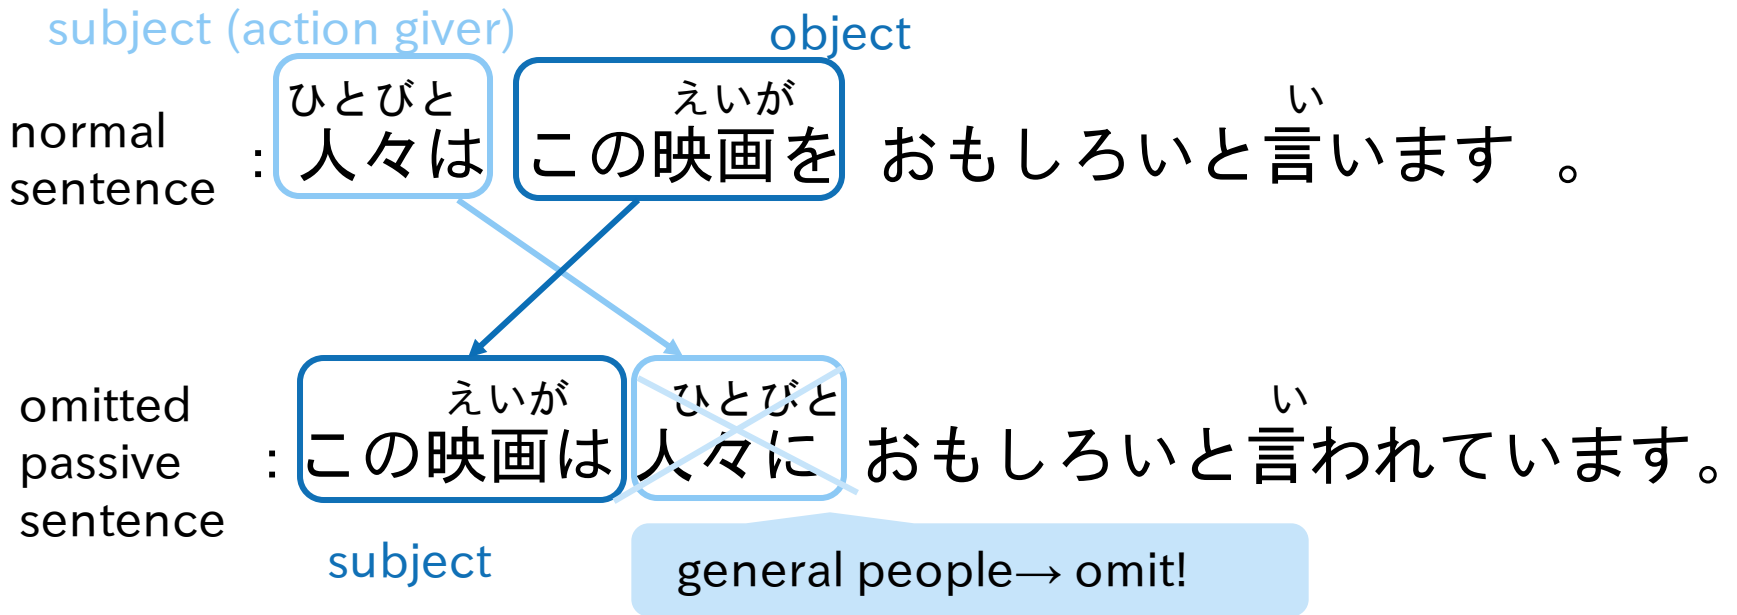 subject (action giver)
object
ひとびと えいが い
normal sentence : 人々は この映画を おもしろいと言います 。
えいが ひとびと い
omitted passive sentence : この映画は 人々に おもしろいと言われています。
subject
general people→ omit!